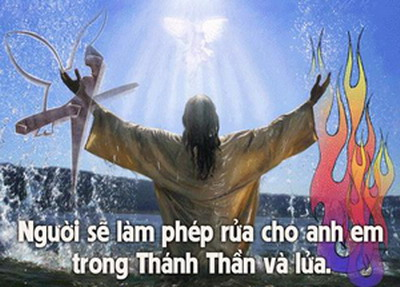 Người sẽ làm phép rửa cho anh em
trong Thánh Thần và lửa.